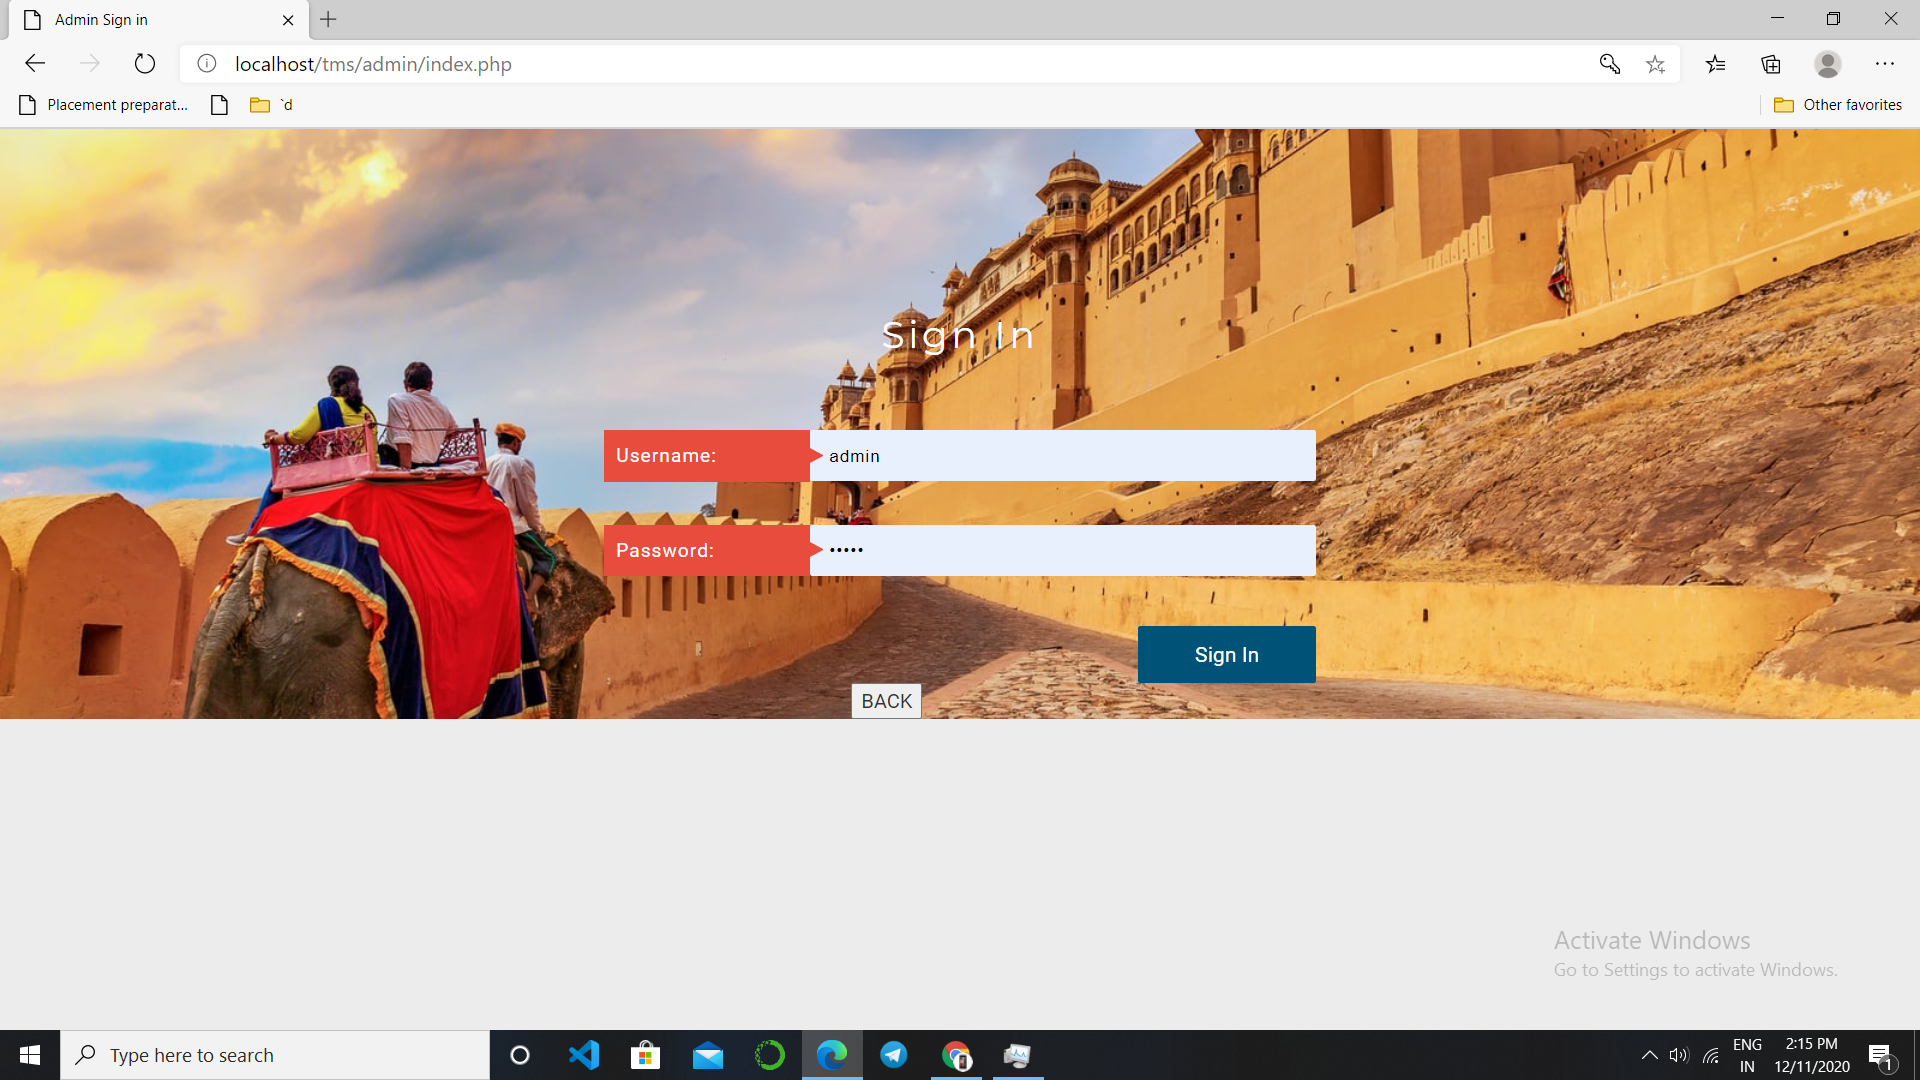 Admin Sign in
localhost/tms/admin/index.php
Placement preparat...
`d
Other favorites
Sign In
Username:
admin
Password:
•••••
Sign In
BACK
Activate Windows
Go to Settings to activate Windows.
Type here to search
ENG
IN
2:15 PM
12/11/2020
1